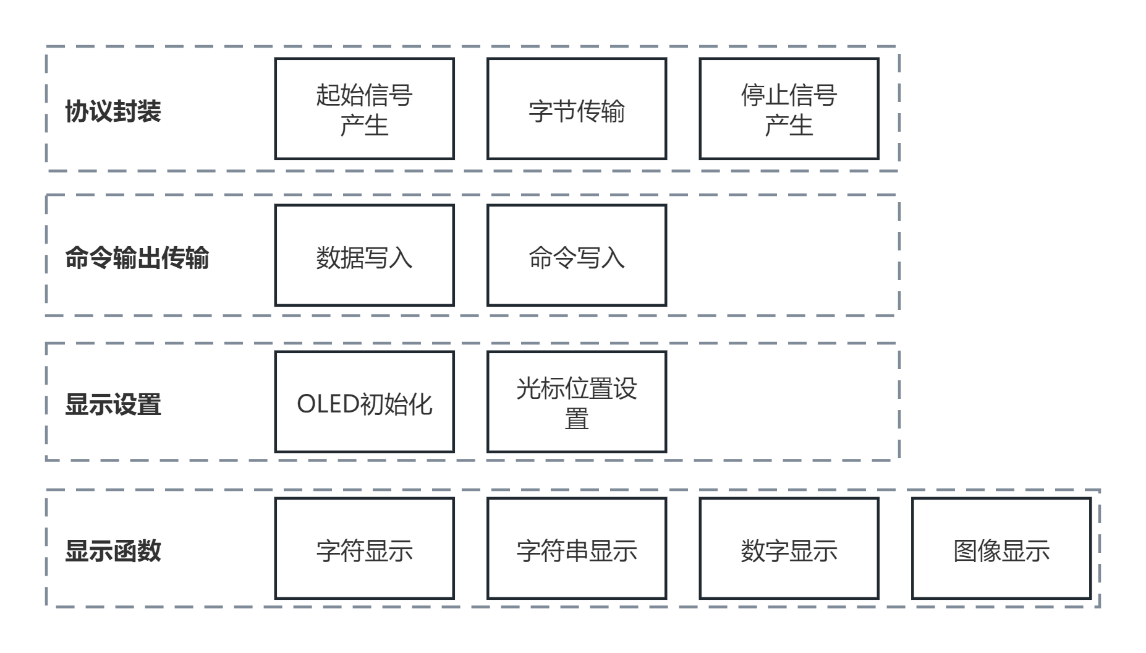 协议封装
起始信号
产生
字节传输
停止信号
产生
命令输出传输
数据写入
命令写入
显示设置
OLED初始化
光标位置设
置
显示函数
字符显示
字符串显示
数字显示
图像显示